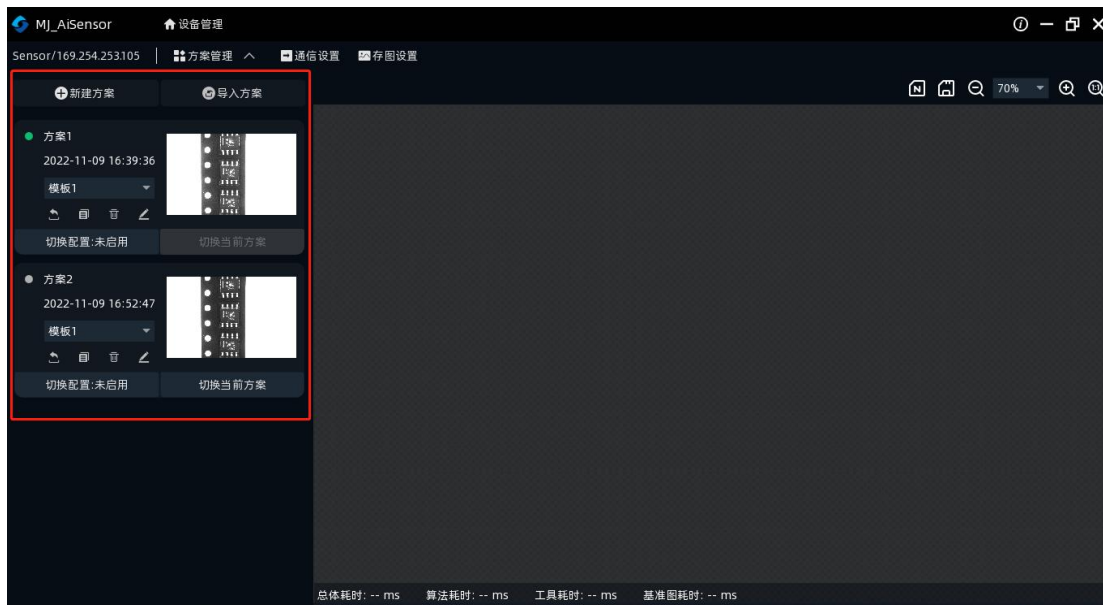 MJ_AiSensor 设备管理
Sensor/169.254.253.105 方案管理 通信设置 存图设置
新建方案 导入方案
70%
方案1
2022-11-09 16:39:36
模板1
切换配置:未启用 切换当前方案
方案2
2022-11-09 16:52:47
模板1
切换配置:未启用 切换当前方案
总体耗时: -- ms 算法耗时: -- ms 工具耗时: -- ms 基准图耗时: -- ms